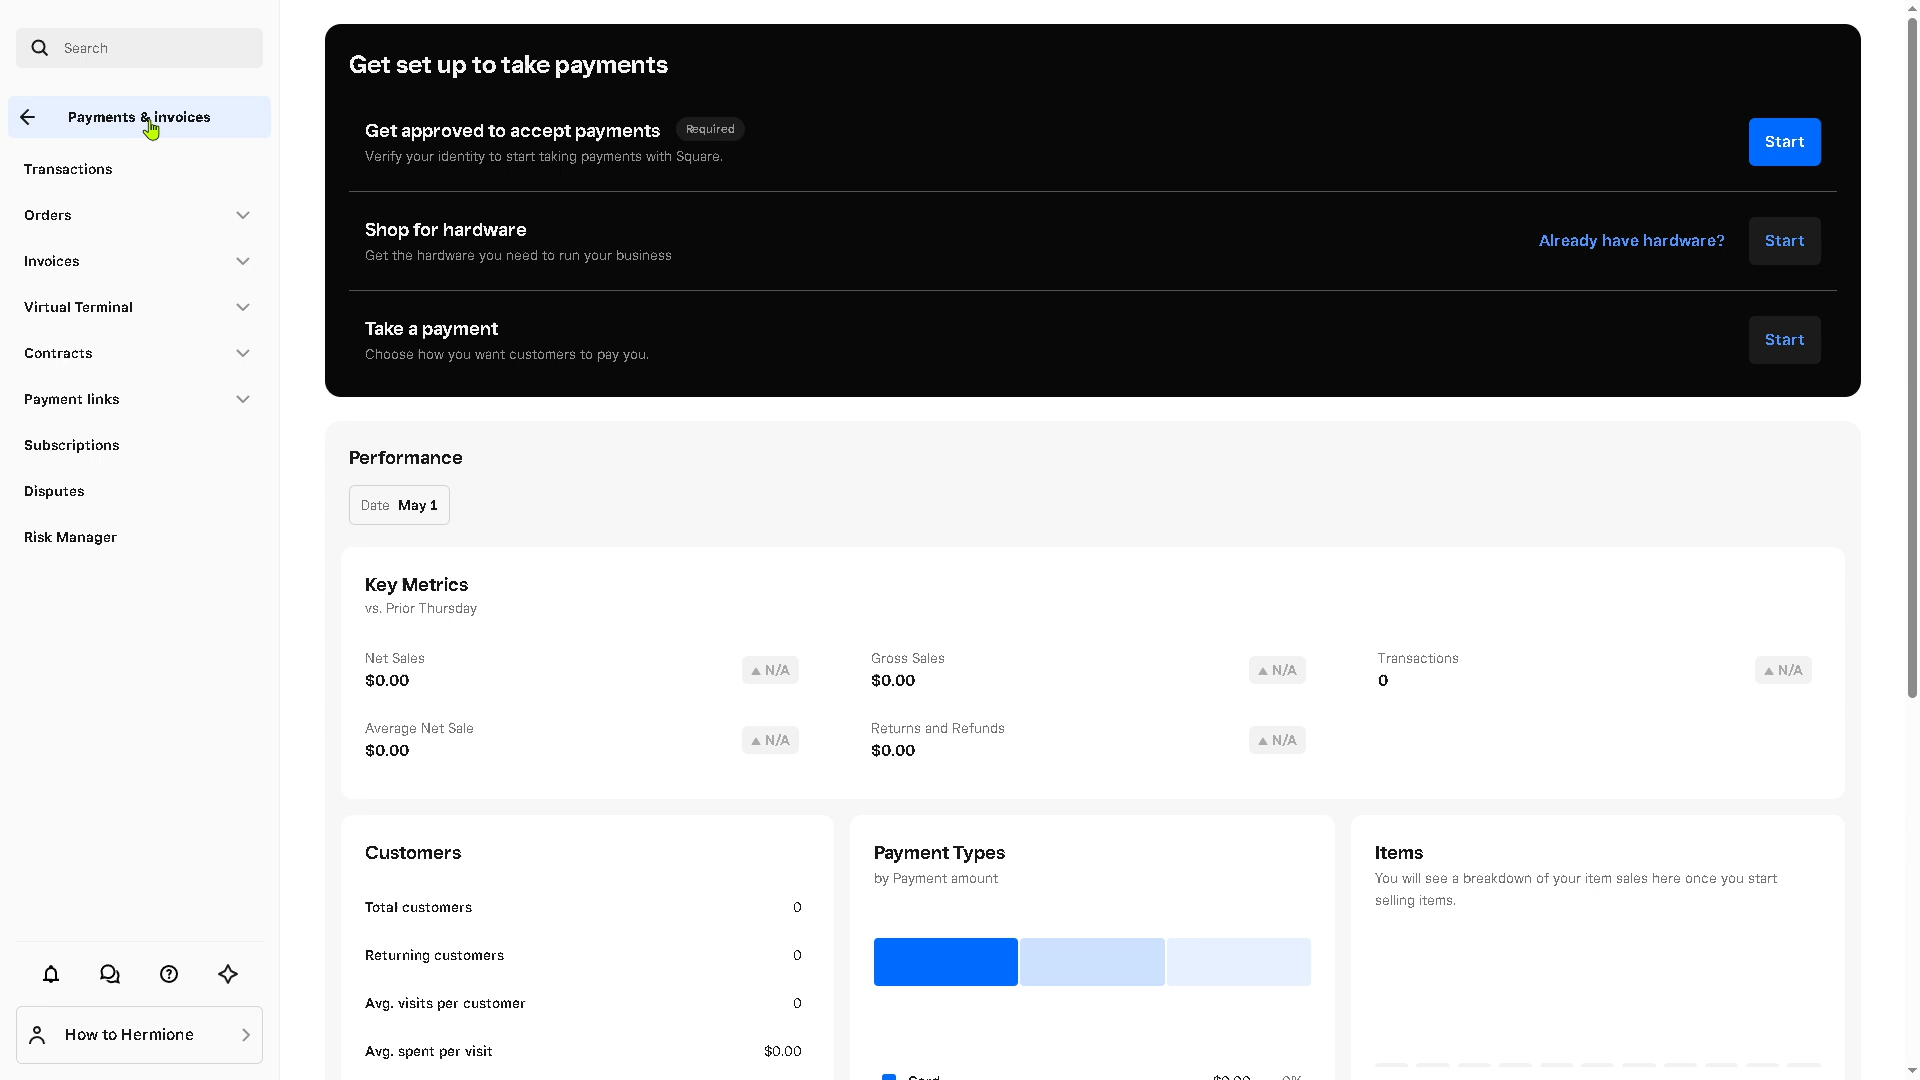 Search
Payments & invoices
Transactions
Orders
Invoices
Virtual Terminal
Contracts
Payment links
Subscriptions
Disputes
Risk Manager
How to Hermione
Get set up to take payments
Get approved to accept payments Required
Verify your identity to start taking payments with Square.
Start
Shop for hardware
Get the hardware you need to run your business
Already have hardware? Start
Take a payment
Choose how you want customers to pay you.
Start
Performance
Date May 1
Key Metrics
vs. Prior Thursday
Net Sales
$0.00
N/A
Gross Sales
$0.00
N/A
Transactions
0
N/A
Average Net Sale
$0.00
N/A
Returns and Refunds
$0.00
N/A
Customers
Total customers 0
Returning customers 0
Avg. visits per customer 0
Avg. spent per visit $0.00
Payment Types
by Payment amount
Card $0.00 0%
Items
You will see a breakdown of your item sales here once you start
selling items.